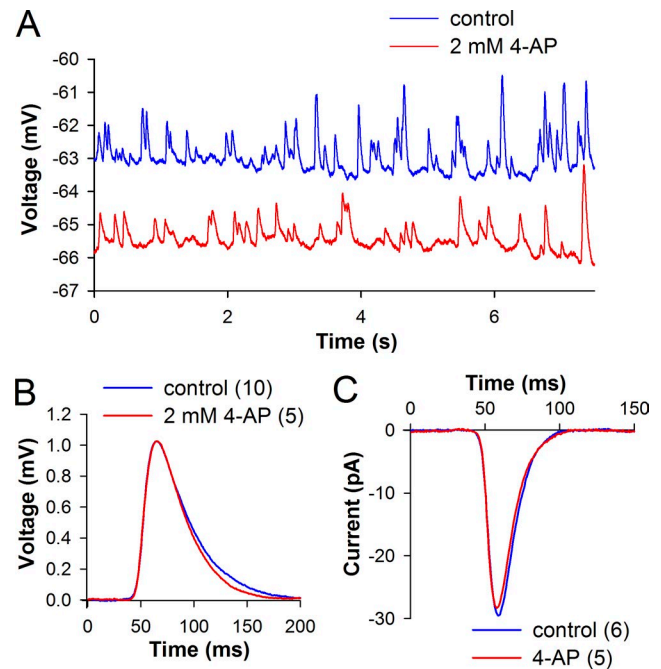 A
control
2 mM 4-AP
-60
-61
-62
-63
-64
-65
-66
-67
Voltage (mV)
0 2 4 6
Time (s)
B
control (10)
2 mM 4-AP (5)
1.2
1.0
0.8
0.6
0.4
0.2
0.0
Voltage (mV)
0 50 100 150 200
Time (ms)
C
Time (ms)
0 50 100 150
0
-10
-20
-30
Current (pA)
control (6)
4-AP (5)